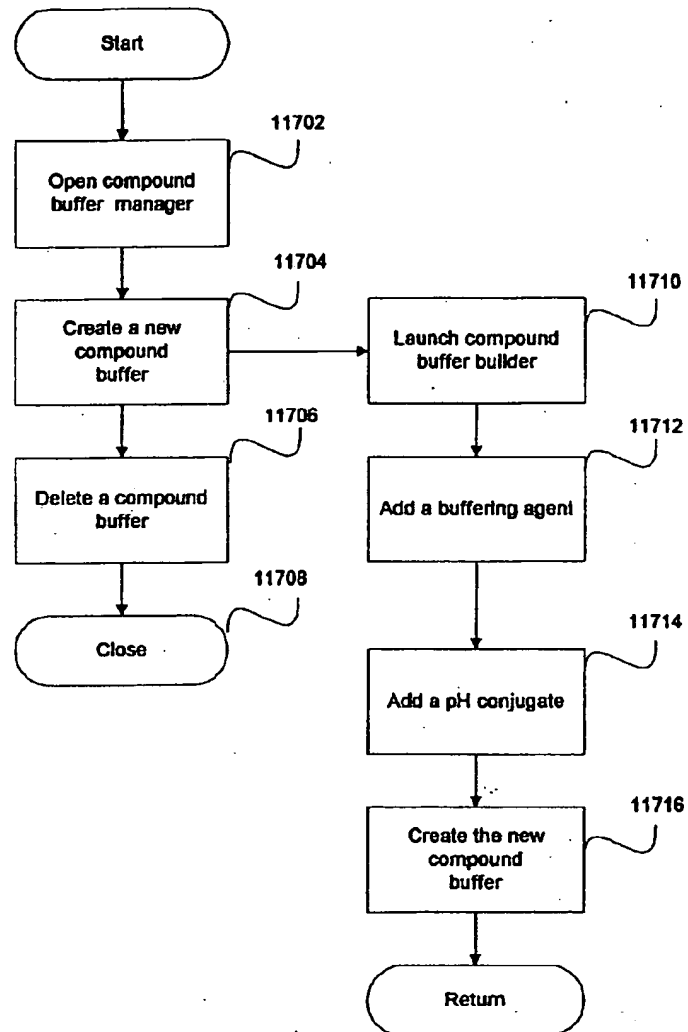 Start
11702
Open compound
buffer manager
11704
Create a new
compound
buffer
11706
Delete a compound
buffer
11708
Close
11710
Launch compound
buffer builder
11712
Add a buffering agent
11714
Add a pH conjugate
11716
Create the new
compound
buffer
Return